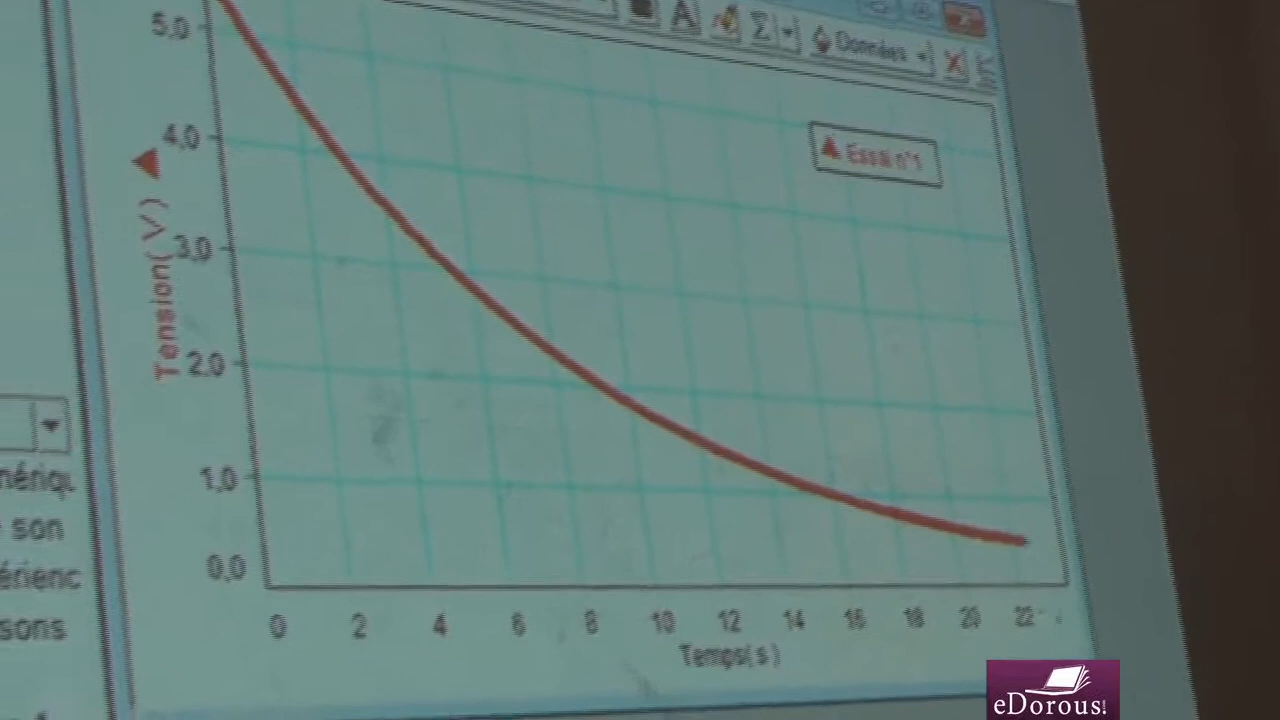 Données
5,0
4,0
3,0
2,0
1,0
0,0
Tension( V )
Essai n°1
0 2 4 6 8 10 12 14 16 18 20 22
Temps( s )
son
sons
eDorous!